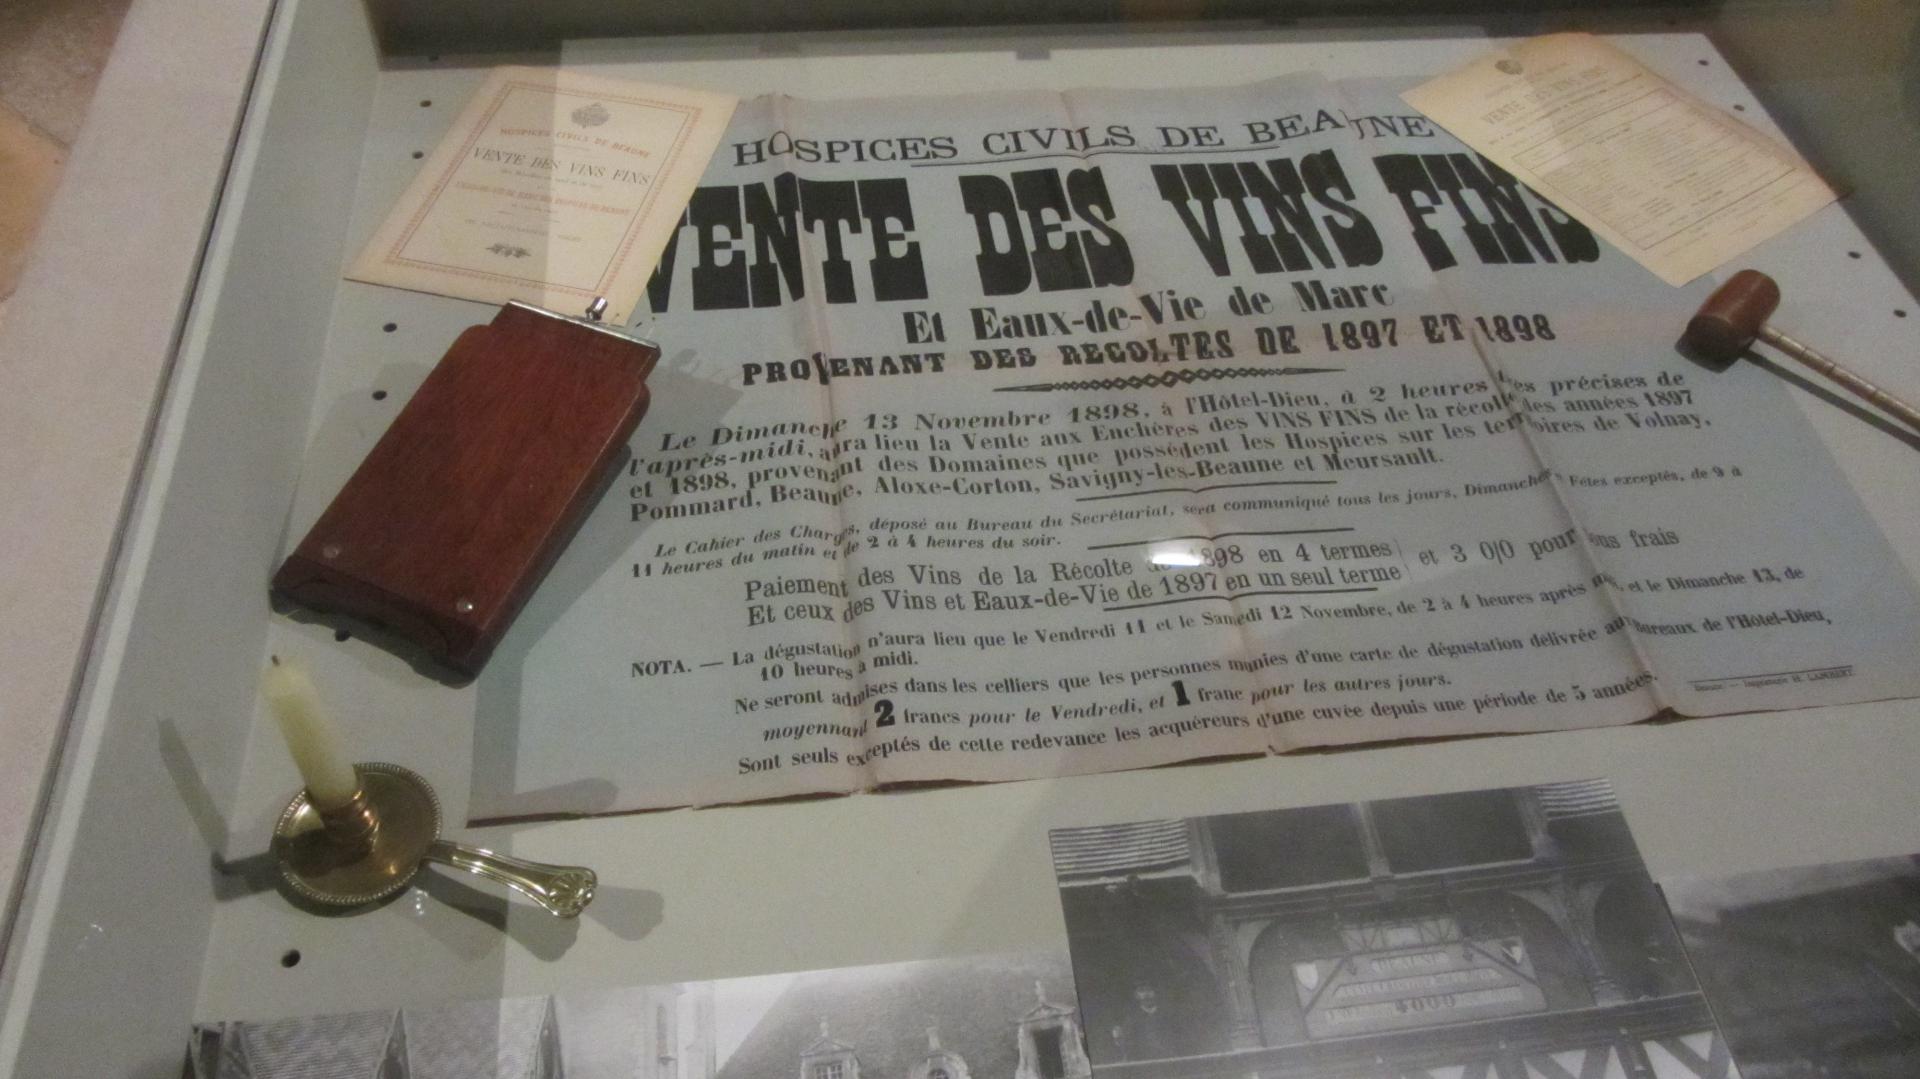 HOSPICES CIVILS DE BEAUNE
VENTE DES VINS FINS
HOSPICES CIVILS DE BEAUNE
VENTE DES VINS FINS
Et Eaux-de-Vie de Marc
PROVENANT DES RÉCOLTES DE 1897 ET 1898
Le Dimanche 13 Novembre 1898, à l'Hôtel-Dieu, à 2 heures très précises de
l'après-midi, aura lieu la Vente aux Enchères des VINS FINS de la récolte des années 1897
et 1898, provenant des Domaines que possèdent les Hospices sur les territoires de Volnay,
Pommard, Beaune, Aloxe-Corton, Savigny-les-Beaune et Meursault.
Le Cahier des Charges, déposé au Bureau du Secrétariat, sera communiqué tous les jours, Dimanches Fêtes exceptés, de 9 à
11 heures du matin et de 2 à 4 heures du soir.
Paiement des Vins de la Récolte de 1898 en 4 termes et 3 0/0 pour tous frais
Et ceux des Vins et Eaux-de-Vie de 1897 en un seul terme
NOTA. — La dégustation n'aura lieu que le Vendredi 11 et le Samedi 12 Novembre, de 2 à 4 heures après midi, et le Dimanche 13, de
10 heures à midi.
Ne seront admises dans les celliers que les personnes munies d'une carte de dégustation délivrée aux Bureaux de l'Hôtel-Dieu,
moyennant 2 francs pour le Vendredi, et 1 franc pour les autres jours.
Sont seuls exceptés de cette redevance les acquéreurs d'une cuvée depuis une période de 5 années.
Beaune — Imprimerie H. LAMBERT
VENTE DES VINS FINS
BEAUNE
4000